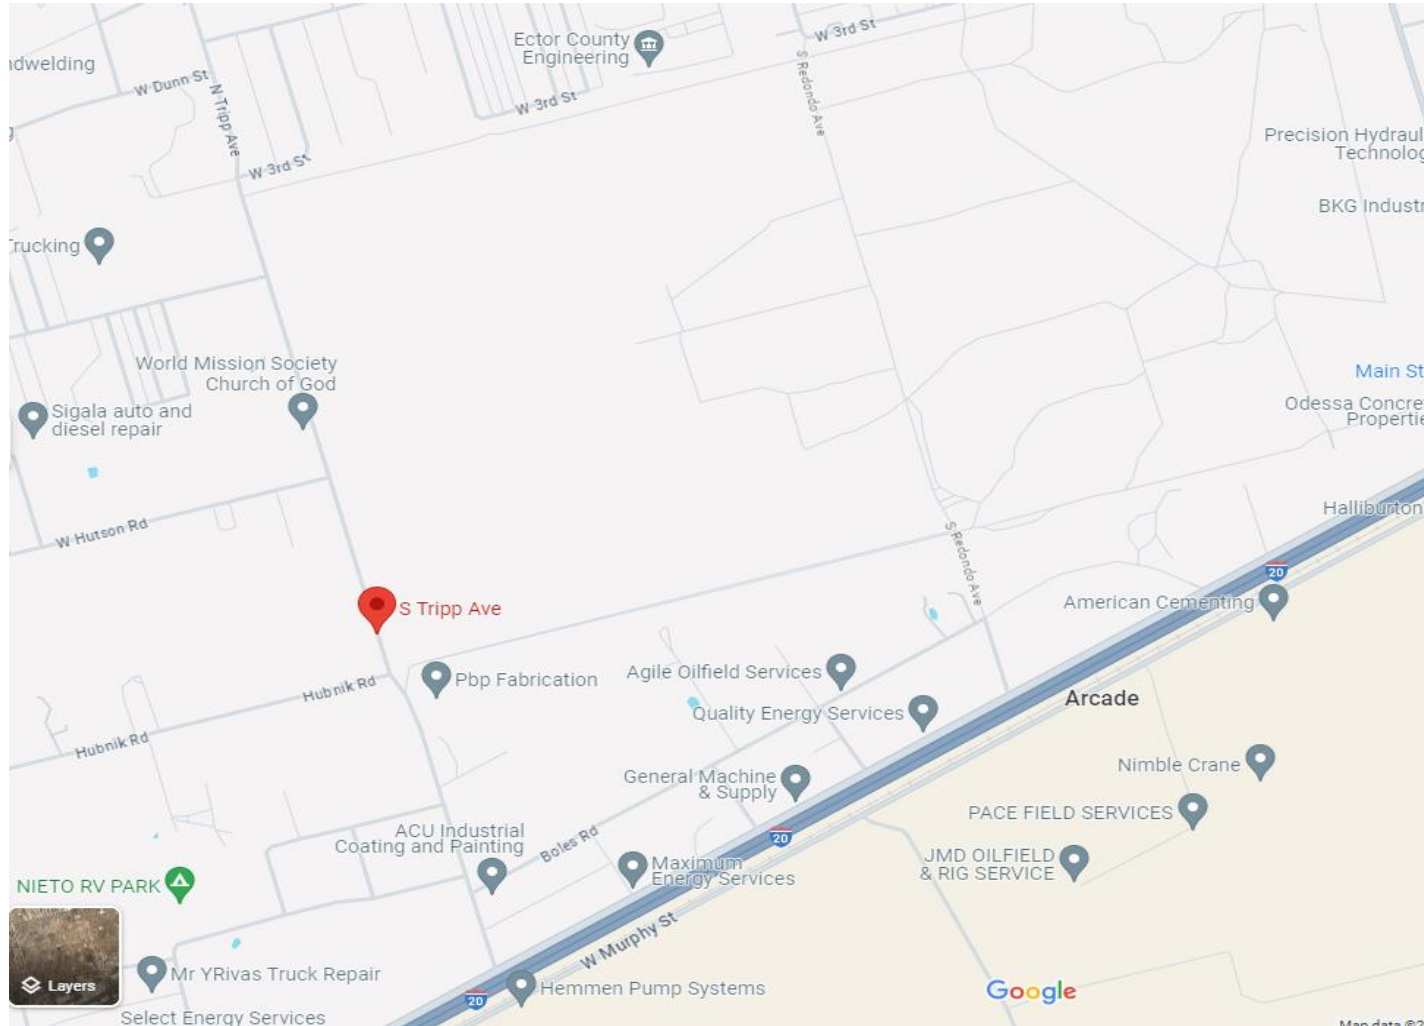 W 3rd St
Ector County
Engineering
S Redondo Ave
ndwelding
W Dunn St
N Tripp Ave
W 3rd St
Precision Hydraul
Technolog
W 3rd St
BKG Industr
Trucking
World Mission Society
Church of God
Main St
Sigala auto and
diesel repair
Odessa Concre
Propertie
Halliburton
W Hutson Rd
S Redondo Ave
20
S Tripp Ave
American Cementing
Agile Oilfield Services
Pbp Fabrication
Hubnik Rd
Arcade
Quality Energy Services
Hubnik Rd
General Machine
& Supply
Nimble Crane
PACE FIELD SERVICES
20
ACU Industrial
Coating and Painting
Boles Rd
JMD OILFIELD
& RIG SERVICE
Maximum
Energy Services
NIETO RV PARK
W Murphy St
Layers
Mr YRivas Truck Repair
Hemmen Pump Systems
Google
20
Select Energy Services
Map data ©2